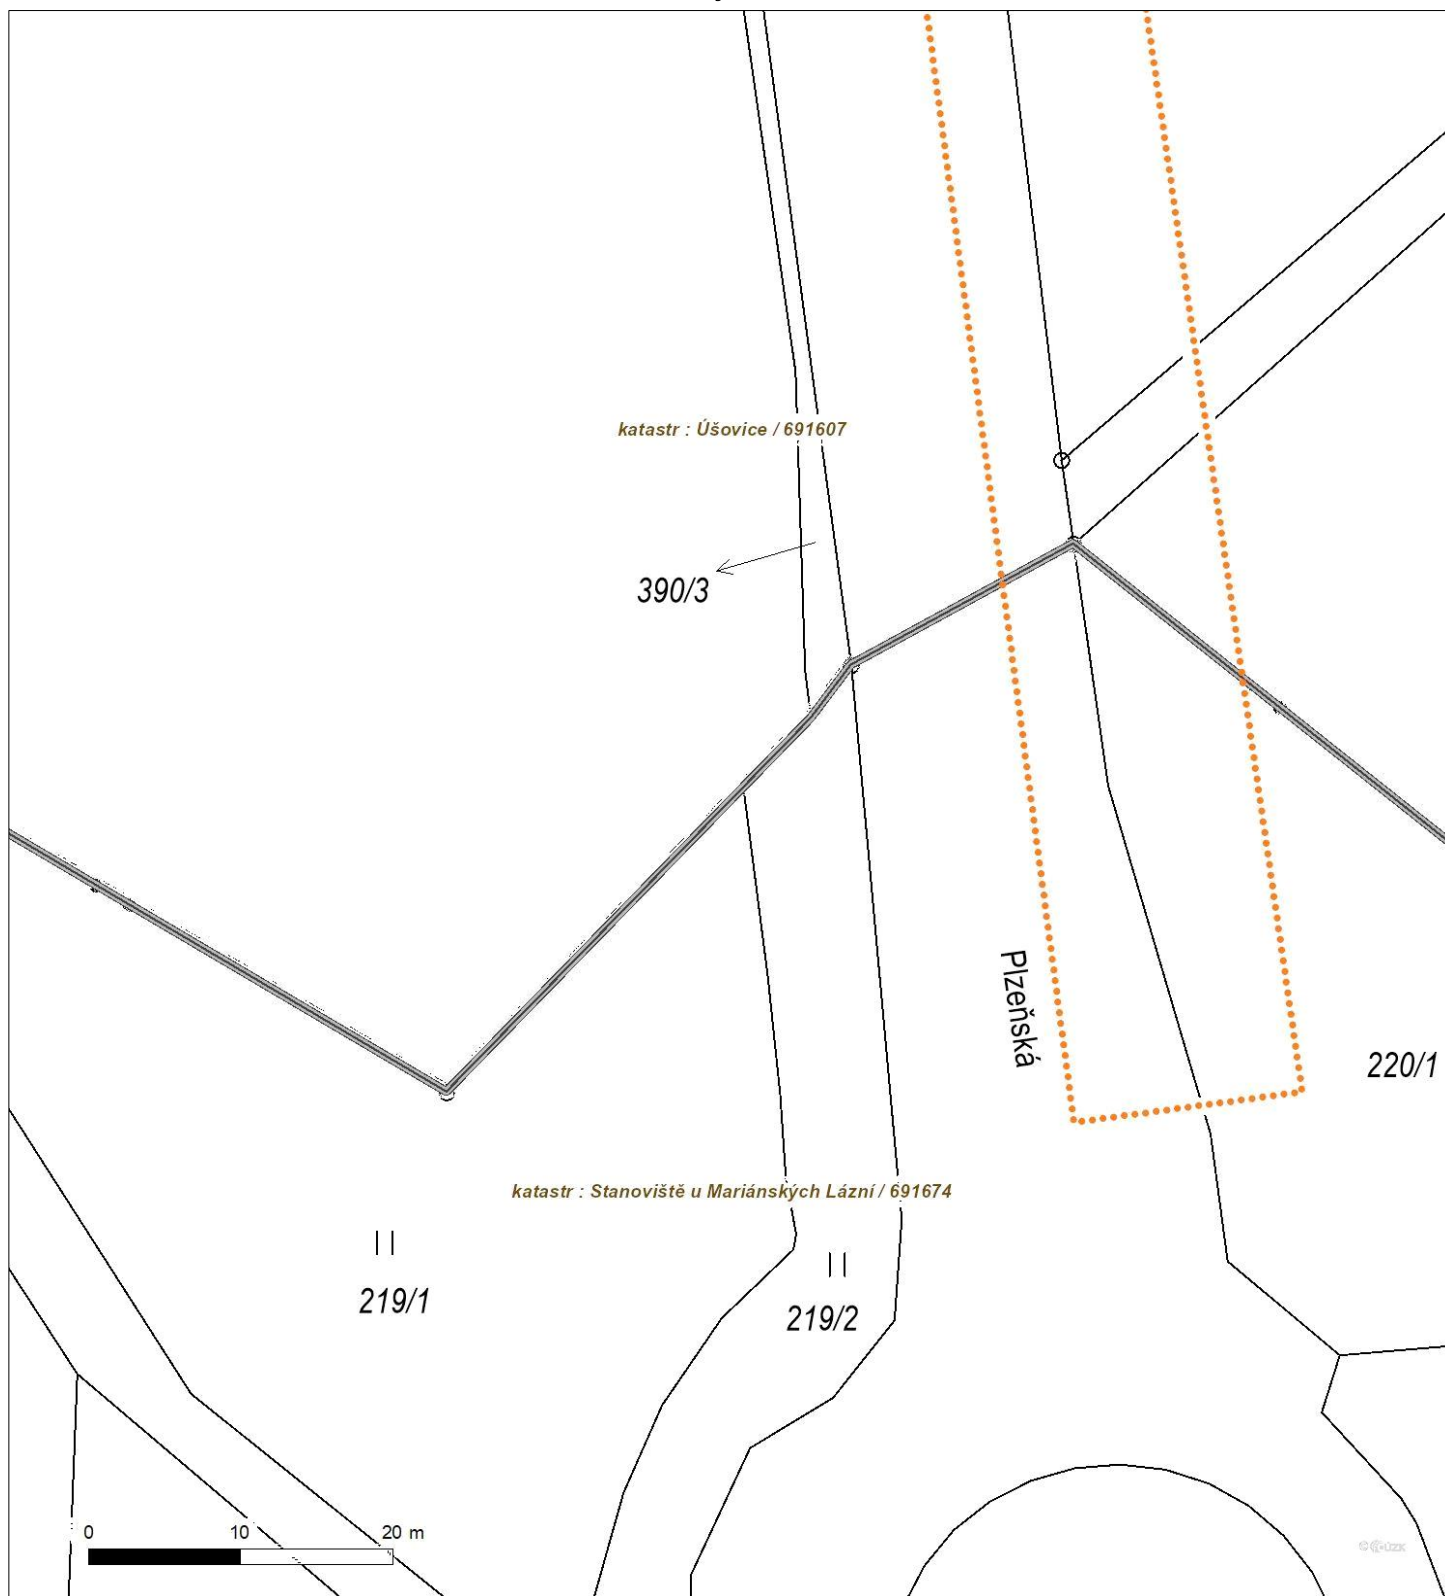 katastr : Úšovice / 691607
390/3
Plzeňská
220/1
katastr : Stanoviště u Mariánských Lázní / 691674
219/1
219/2
0 10 20 m
© ČÚZK